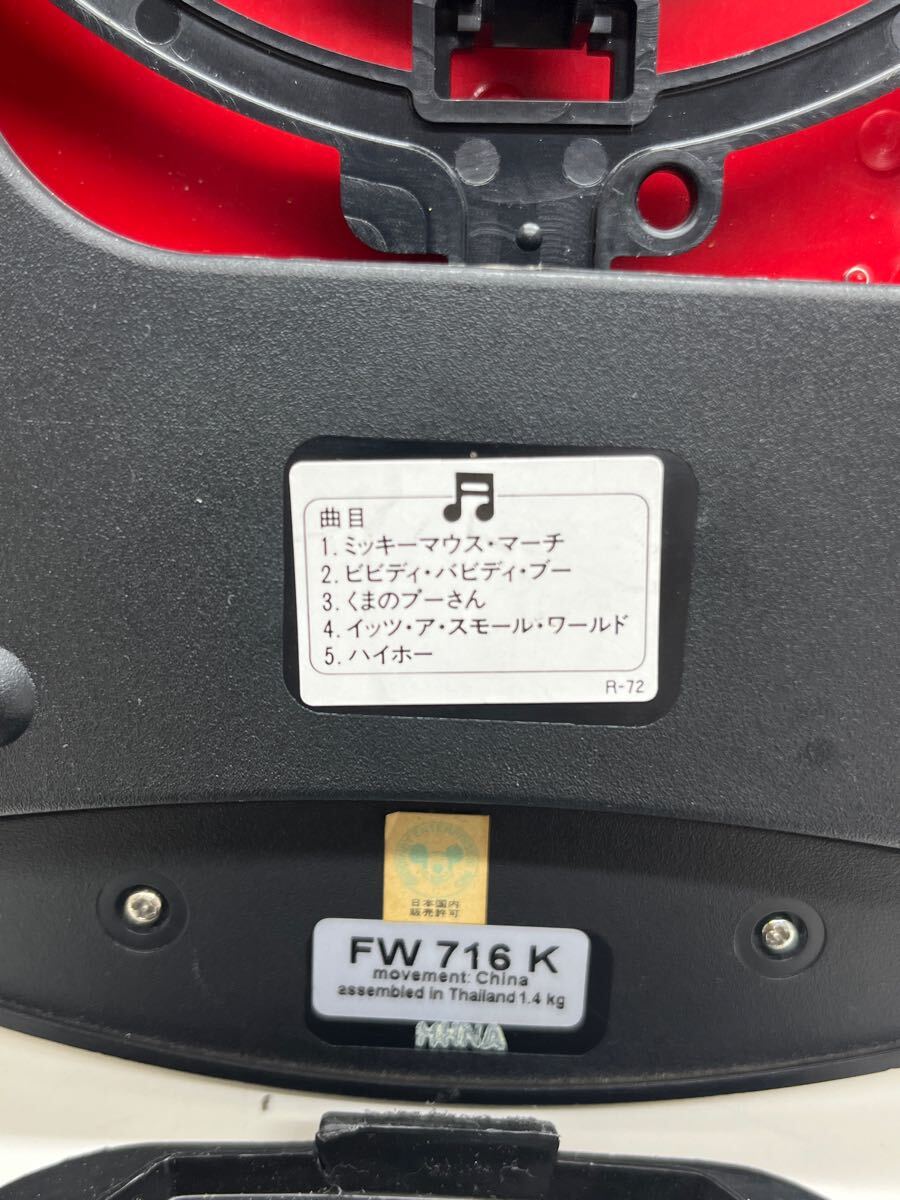 曲目
1. ミッキーマウス・マーチ
2. ビビディ・バビディ・ブー
3. くまのプーさん
4. イッツ・ア・スモール・ワールド
5. ハイホー
R-72
日本国内
販売許可
FW 716 K
movement: China
assembled in Thailand 1.4 kg
HHNA